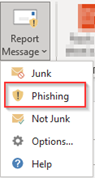 Report
Message
Junk
Phishing
Not Junk
Options...
Help